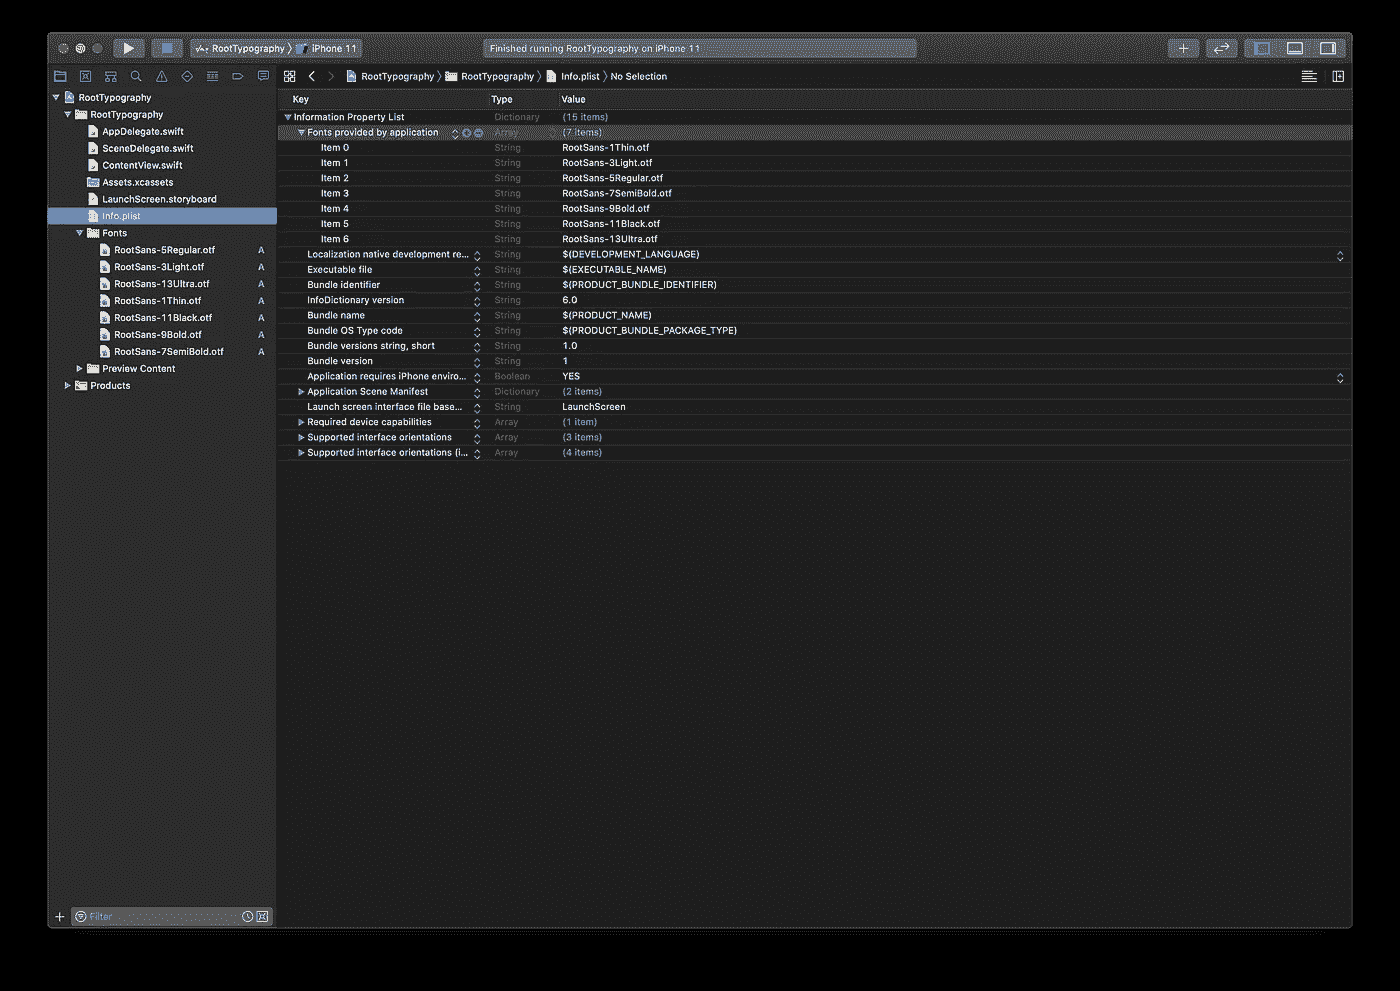 RootTypography iPhone 11
Finished running RootTypography on iPhone 11
RootTypography RootTypography Info.plist No Selection
RootTypography
RootTypography
AppDelegate.swift
SceneDelegate.swift
ContentView.swift
Assets.xcassets
LaunchScreen.storyboard
Info.plist
Fonts
RootSans-5Regular.otf A
RootSans-3Light.otf A
RootSans-13Ultra.otf A
RootSans-1Thin.otf A
RootSans-11Black.otf A
RootSans-9Bold.otf A
RootSans-7SemiBold.otf A
Preview Content
Products
Filter
Key Type Value
Information Property List Dictionary (15 items)
Fonts provided by application Array (7 items)
Item 0 String RootSans-1Thin.otf
Item 1 String RootSans-3Light.otf
Item 2 String RootSans-5Regular.otf
Item 3 String RootSans-7SemiBold.otf
Item 4 String RootSans-9Bold.otf
Item 5 String RootSans-11Black.otf
Item 6 String RootSans-13Ultra.otf
Localization native development re... String $(DEVELOPMENT_LANGUAGE)
Executable file String $(EXECUTABLE_NAME)
Bundle identifier String $(PRODUCT_BUNDLE_IDENTIFIER)
InfoDictionary version String 6.0
Bundle name String $(PRODUCT_NAME)
Bundle OS Type code String $(PRODUCT_BUNDLE_PACKAGE_TYPE)
Bundle versions string, short String 1.0
Bundle version String 1
Application requires iPhone enviro... Boolean YES
Application Scene Manifest Dictionary (2 items)
Launch screen interface file base... String LaunchScreen
Required device capabilities Array (1 item)
Supported interface orientations Array (3 items)
Supported interface orientations (i... Array (4 items)